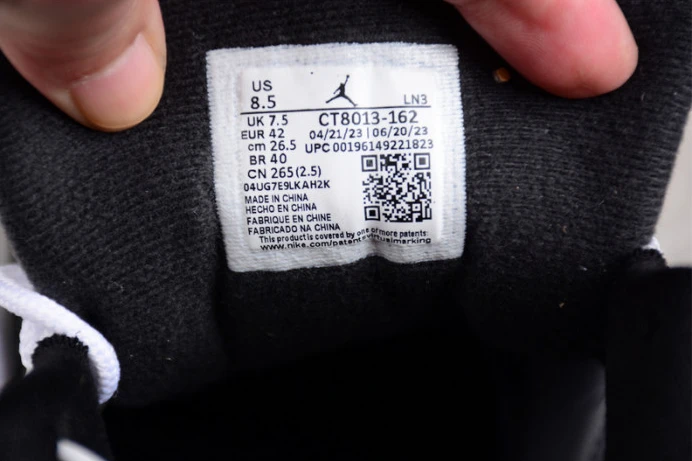 US
8.5
LN3
UK 7.5 CT8013-162
EUR 42 04/21/23 | 06/20/23
cm 26.5 UPC 00196149221823
BR 40
CN 265(2.5)
04UG7E9LKAH2K
MADE IN CHINA
HECHO EN CHINA
FABRIQUE EN CHINE
FABRICADO NA CHINA
This product is covered by one of more patents:
www.nike.com/patentevirtualmarking